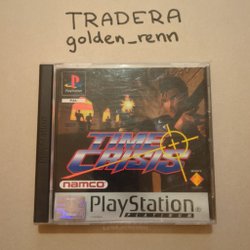 TRADERA
golden_renn
PlayStation
TIME
CRISIS
namco
PlayStation
PLATINUM